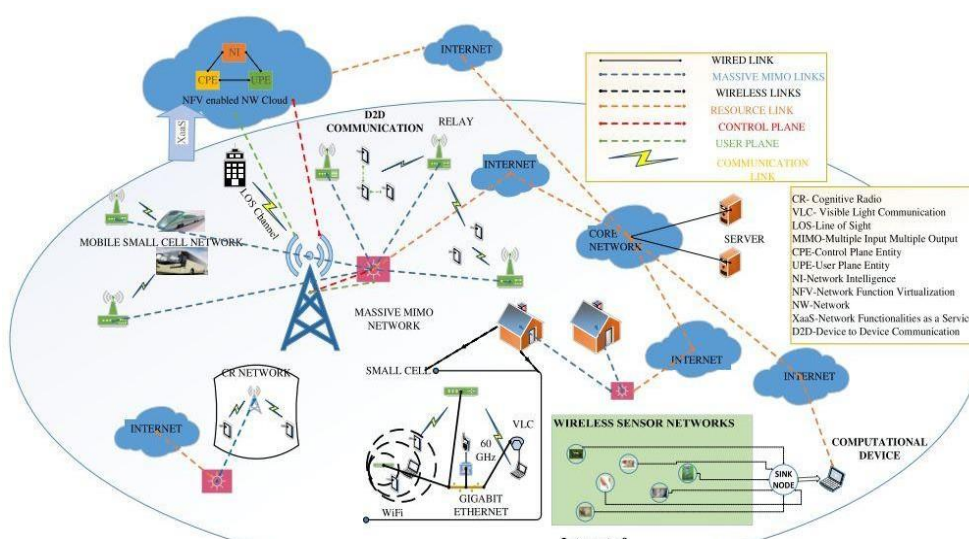 NI
CPE
UPE
NFV enabled NW Cloud
XaaS
INTERNET
D2D
COMMUNICATION
RELAY
INTERNET
LOS Channel
MOBILE SMALL CELL NETWORK
MASSIVE MIMO
NETWORK
CORE
NETWORK
SERVER
WIRED LINK
MASSIVE MIMO LINKS
WIRELESS LINKS
RESOURCE LINK
CONTROL PLANE
USER PLANE
COMMUNICATION
LINK
CR- Cognitive Radio
VLC- Visible Light Communication
LOS-Line of Sight
MIMO-Multiple Input Multiple Output
CPE-Control Plane Entity
UPE-User Plane Entity
NI-Network Intelligence
NFV-Network Function Virtualization
NW-Network
XaaS-Network Functionalities as a Servic
D2D-Device to Device Communication
INTERNET
INTERNET
CR NETWORK
INTERNET
SMALL CELL
VLC
60
GHz
WiFi
GIGABIT
ETHERNET
WIRELESS SENSOR NETWORKS
SINK
NODE
COMPUTATIONAL
DEVICE